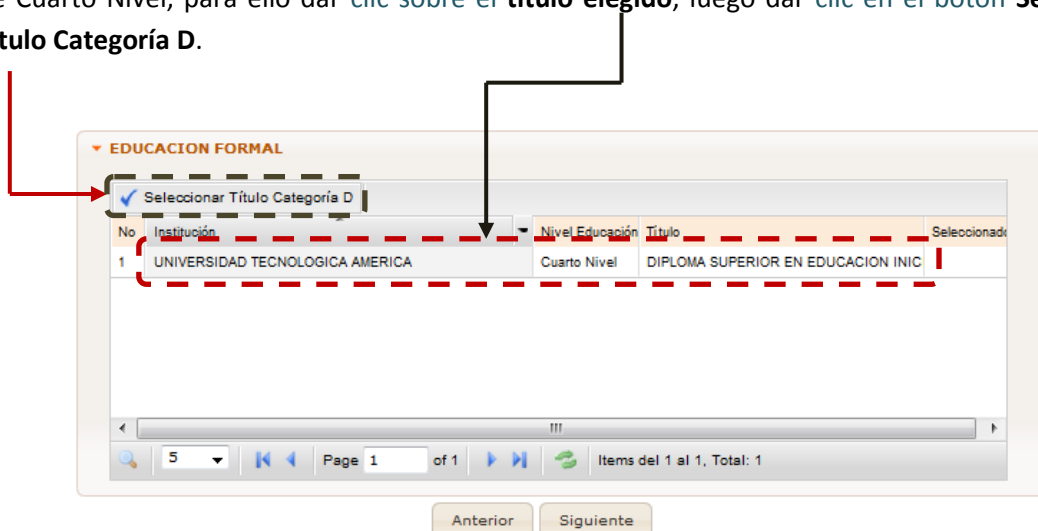 e Cuarto Nivel, para ello dar clic sobre el título elegido, luego dar clic en el botón Se
tulo Categoría D.
EDUCACION FORMAL
Seleccionar Título Categoría D
No Institución Nivel Educación Título Seleccionado
1 UNIVERSIDAD TECNOLOGICA AMERICA Cuarto Nivel DIPLOMA SUPERIOR EN EDUCACION INIC
5 Page 1 of 1 Items del 1 al 1, Total: 1
Anterior Siguiente